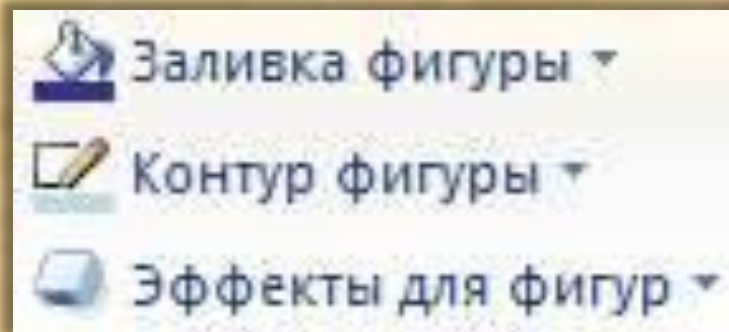 Заливка фигуры
Контур фигуры
Эффекты для фигур